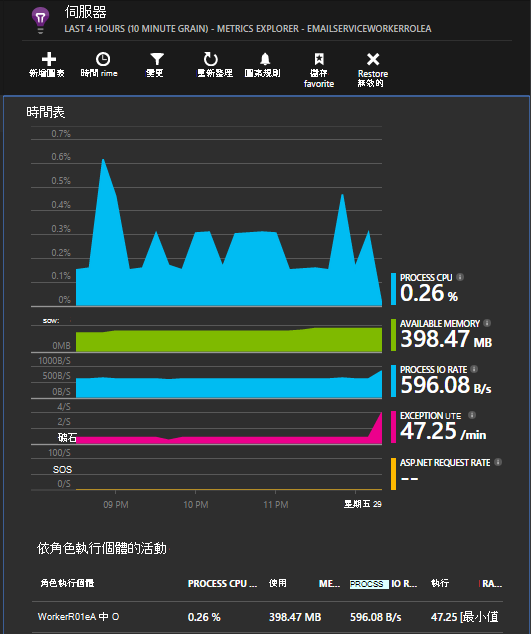 伺服器
LAST 4 HOURS (10 MINUTE GRAIN) - METRICS EXPLORER - EMAILSERVICEWORKERROLEA
新增圖表 時間 rime 變更 重新整理 圖案規則 儲存 favorite Restore 無效的
時間表
0.7%
0.6%
0.5%
0.4%
0.3%
0.2%
0.1%
0%
PROCESS CPU
0.26 %
sow:
0MB
AVAILABLE MEMORY
398.47 MB
1000B/S
500B/S
0B/S
PROCESS IO RATE
596.08 B/s
4/S
2/S
礦石
EXCEPTION UTE
47.25 /min
100/S
SOS
0/S
ASP.NET REQUEST RATE
--
09 PM 10 PM 11 PM 星期五 29
依角色執行個體的活動
角色執行個體 PROCESS CPU ... 使用 ME... PROCSS IO R... 執行 RA...
WorkerR01eA 中 O 0.26 % 398.47 MB 596.08 B/s 47.25 [最小值